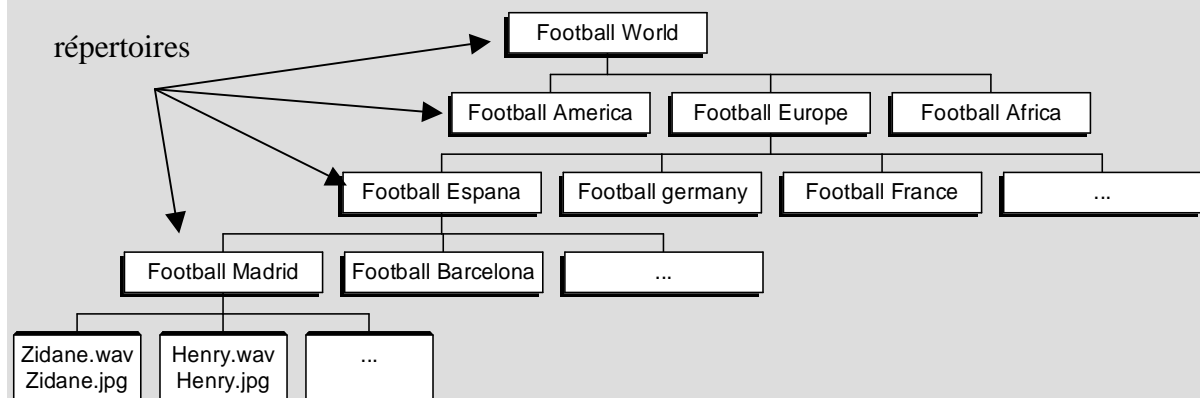 répertoires
Football World
Football America
Football Europe
Football Africa
Football Espana
Football germany
Football France
...
Football Madrid
Football Barcelona
...
Zidane.wav
Zidane.jpg
Henry.wav
Henry.jpg
...